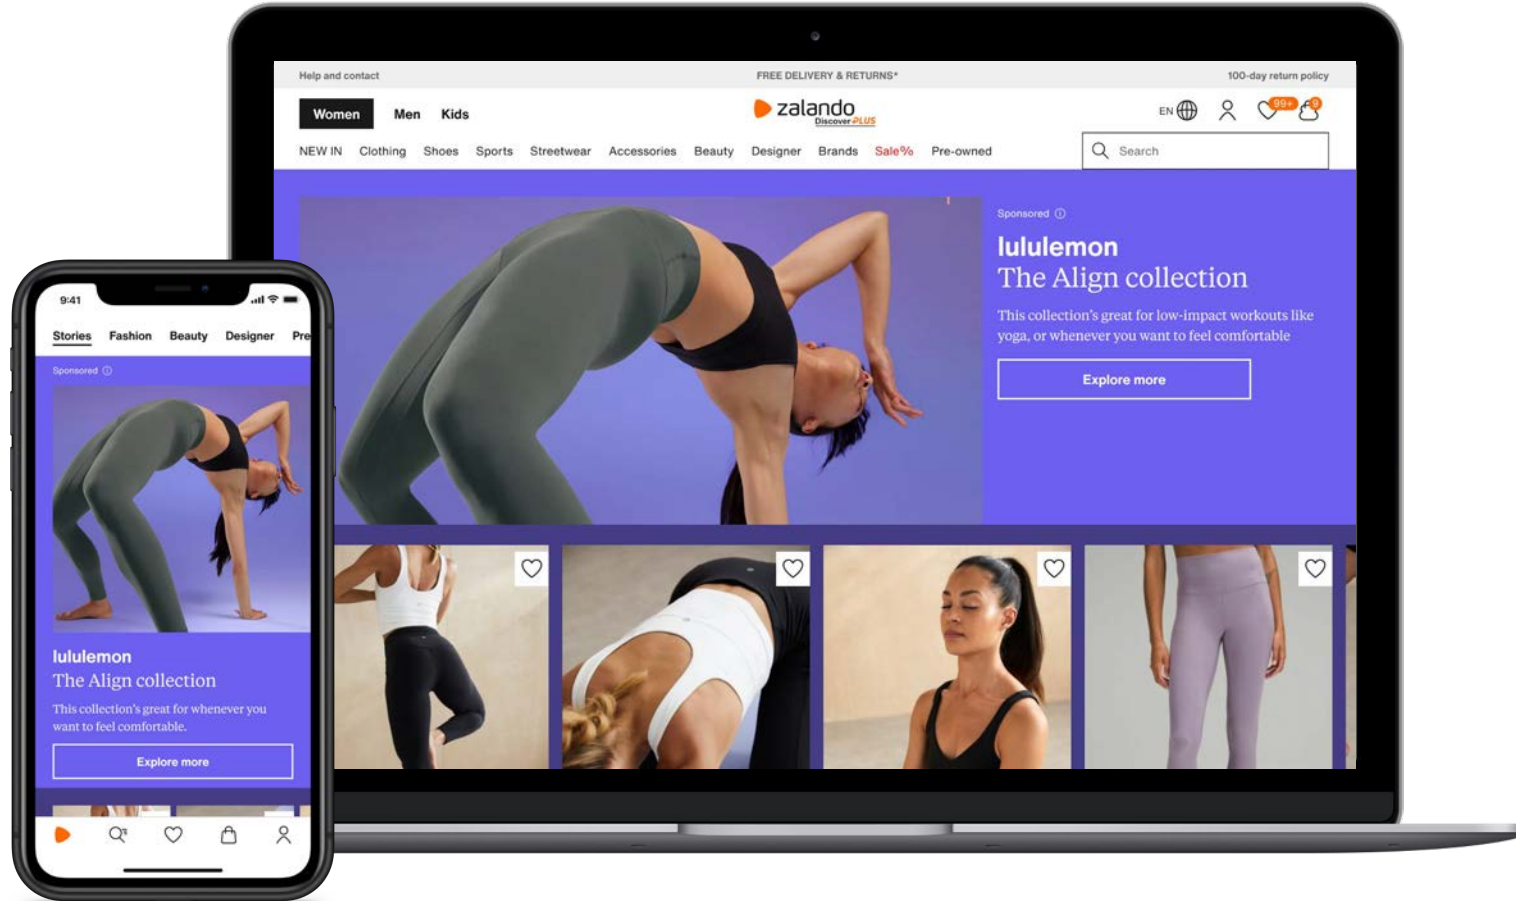 Help and contact
FREE DELIVERY & RETURNS*
100-day return policy
Women
Men
Kids
zalando
Discover PLUS
EN
99+
9
NEW IN
Clothing
Shoes
Sports
Streetwear
Accessories
Beauty
Designer
Brands
Sale%
Pre-owned
Search
Sponsored
lululemon
The Align collection
This collection's great for low-impact workouts like
yoga, or whenever you want to feel comfortable
Explore more
9:41
Stories
Fashion
Beauty
Designer
Pre
Sponsored
lululemon
The Align collection
This collection's great for whenever you
want to feel comfortable.
Explore more